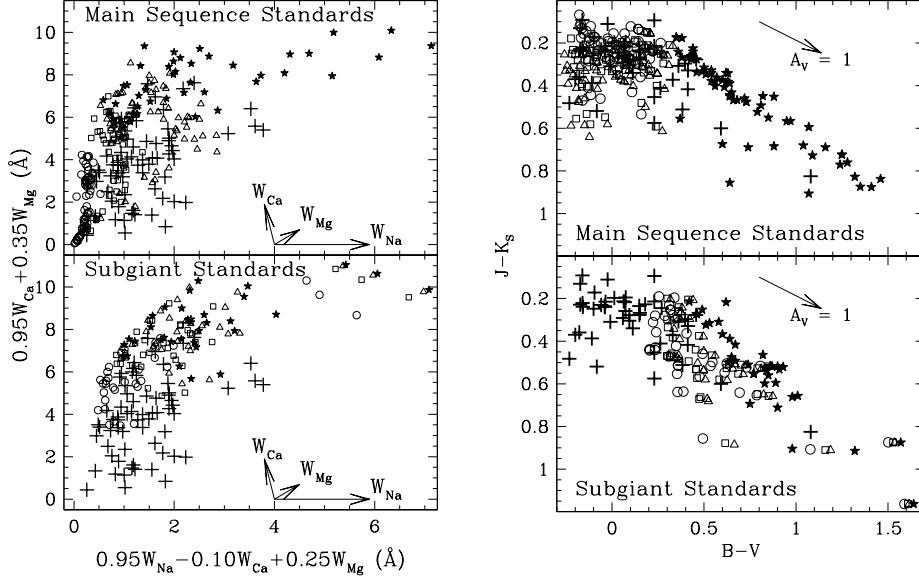 Main Sequence Standards
10
8
6
4
2
0
W_Ca
W_Mg
W_Na
Subgiant Standards
10
8
6
4
2
0
W_Ca
W_Mg
W_Na
0 2 4 6
0.95W_Ca+0.35W_Mg (Å)
0.95W_Na−0.10W_Ca+0.25W_Mg (Å)
0.2
0.4
0.6
0.8
1
A_V = 1
Main Sequence Standards
0.2
0.4
0.6
0.8
1
A_V = 1
Subgiant Standards
0 0.5 1 1.5
J−K_S
B−V